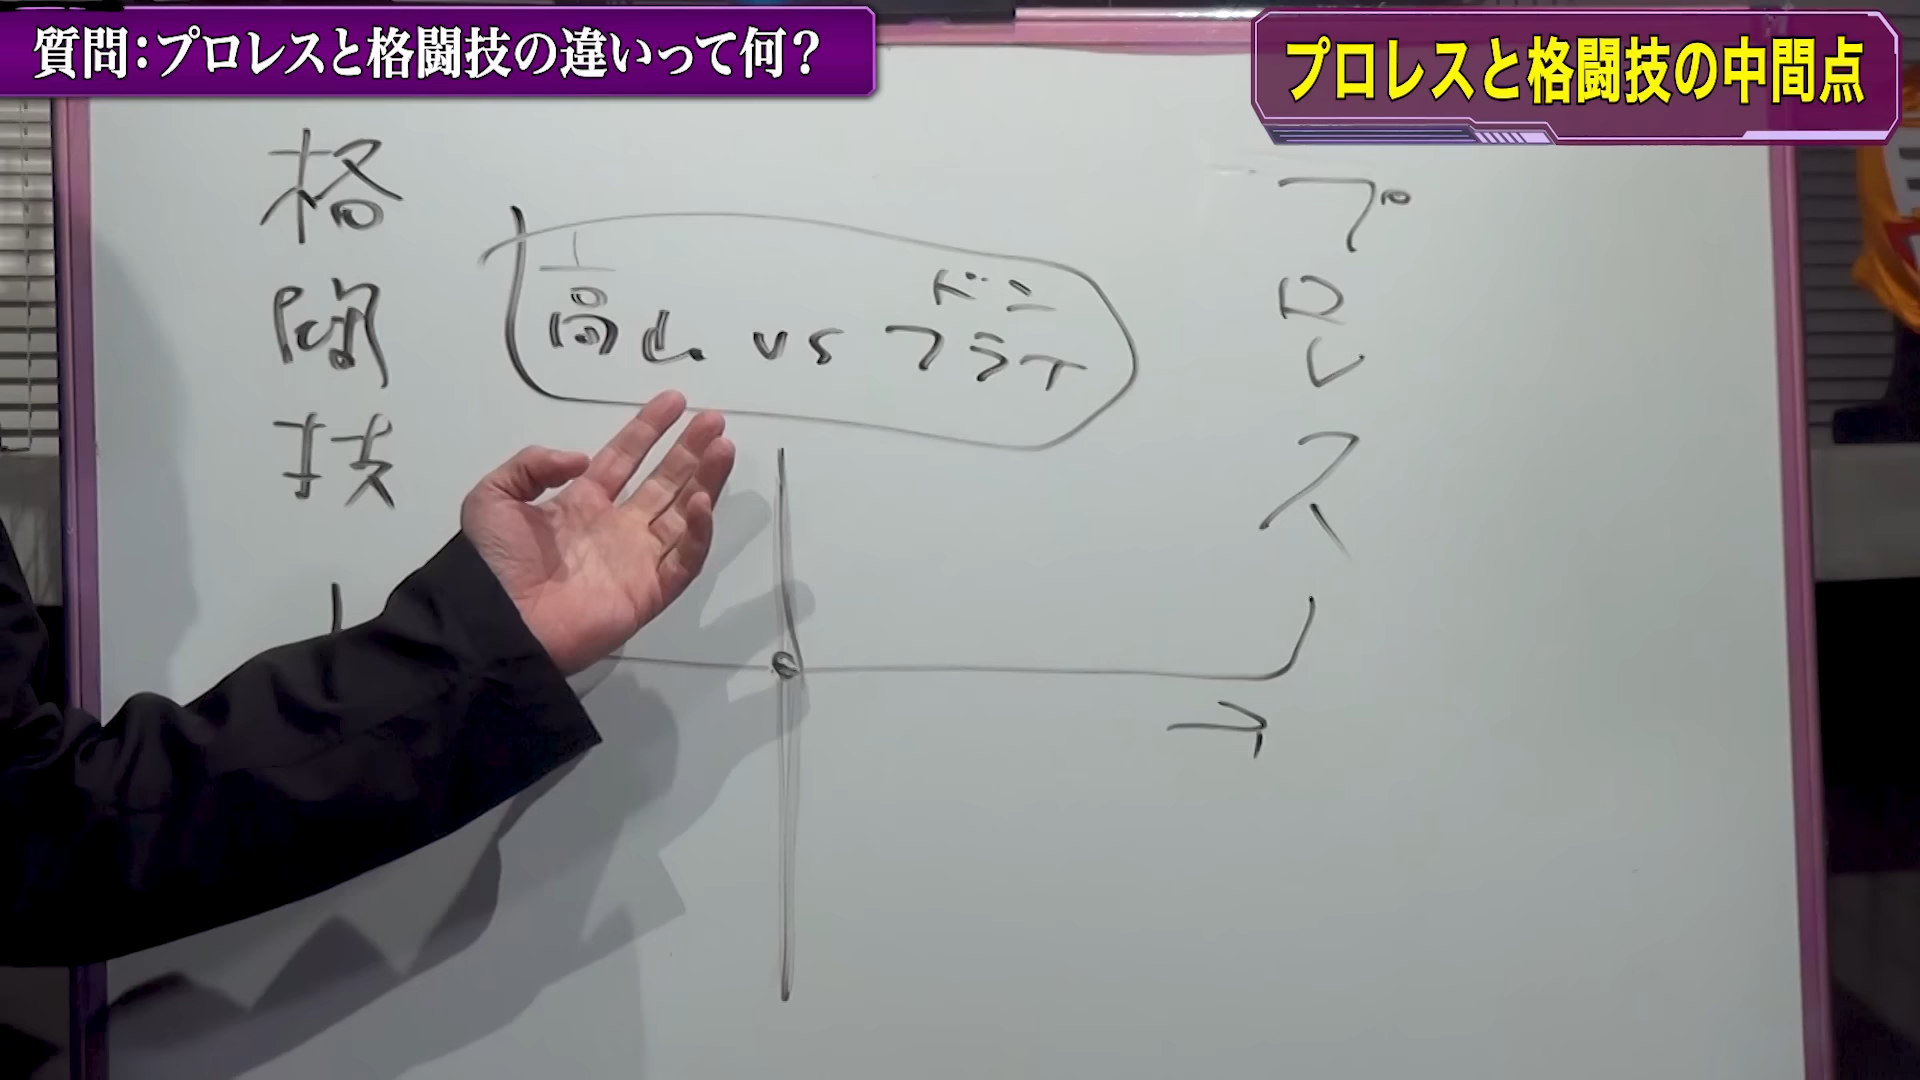 質問：プロレスと格闘技の違いって何？
プロレスと格闘技の中間点
格闘技
高山 vs ドン フライ
プロレス